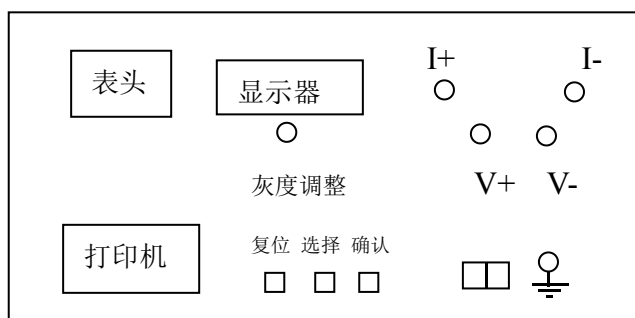 I+ I-
表头 显示器
灰度调整 V+ V-
复位 选择 确认
打印机